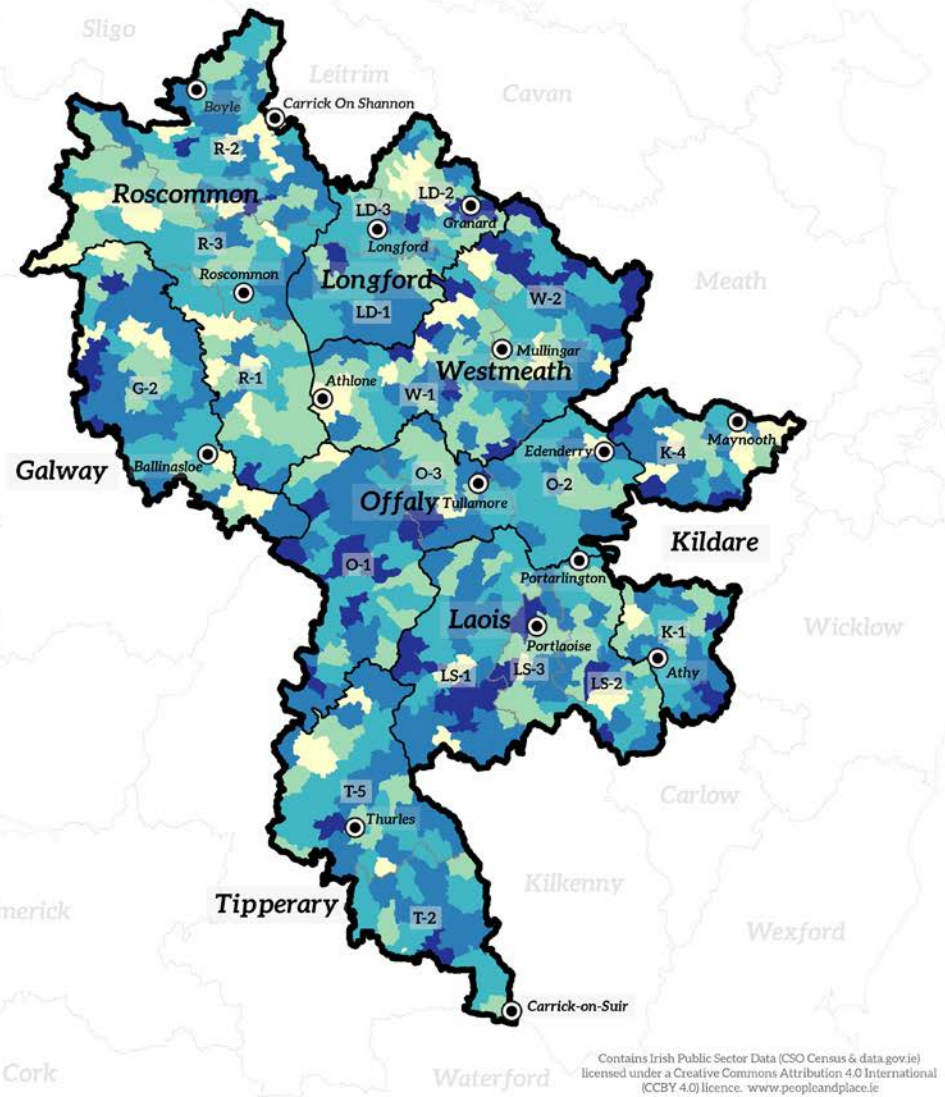 Sligo
Leitrim
Cavan
Boyle
Carrick On Shannon
R-2
Roscommon
LD-2
LD-3
Granard
Longford
R-3
Roscommon
Longford
Meath
LD-1
W-2
Mullingar
Westmeath
R-1
Athlone
G-2
W-1
Maynooth
K-4
Galway
Ballinasloe
Edenderry
O-3
O-2
Offaly
Tullamore
Kildare
O-1
Portarlington
Laois
Portlaoise
K-1
Wicklow
Athy
LS-1
LS-3
LS-2
T-5
Carlow
Thurles
Kilkenny
Tipperary
merick
T-2
Wexford
Carrick-on-Suir
Cork
Waterford
Contains Irish Public Sector Data (CSO Census & data.gov.ie)
licensed under a Creative Commons Attribution 4.0 International
(CCBY 4.0) licence. www.peopleandplace.ie